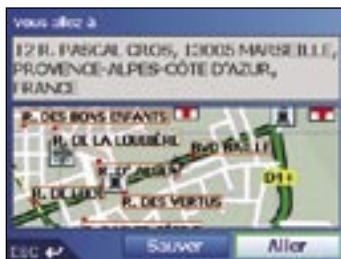 Vous allez à
12 R. PASCAL CROS, 13005 MARSEILLE,
PROVENCE-ALPES-CÔTE D'AZUR,
FRANCE
R. DES BONS ENFANTS
R. DE LA LOUBIÈRE
R. D'ALGER
R. DE LODI
R. DES VERTUS
ESC
Sauver
Aller